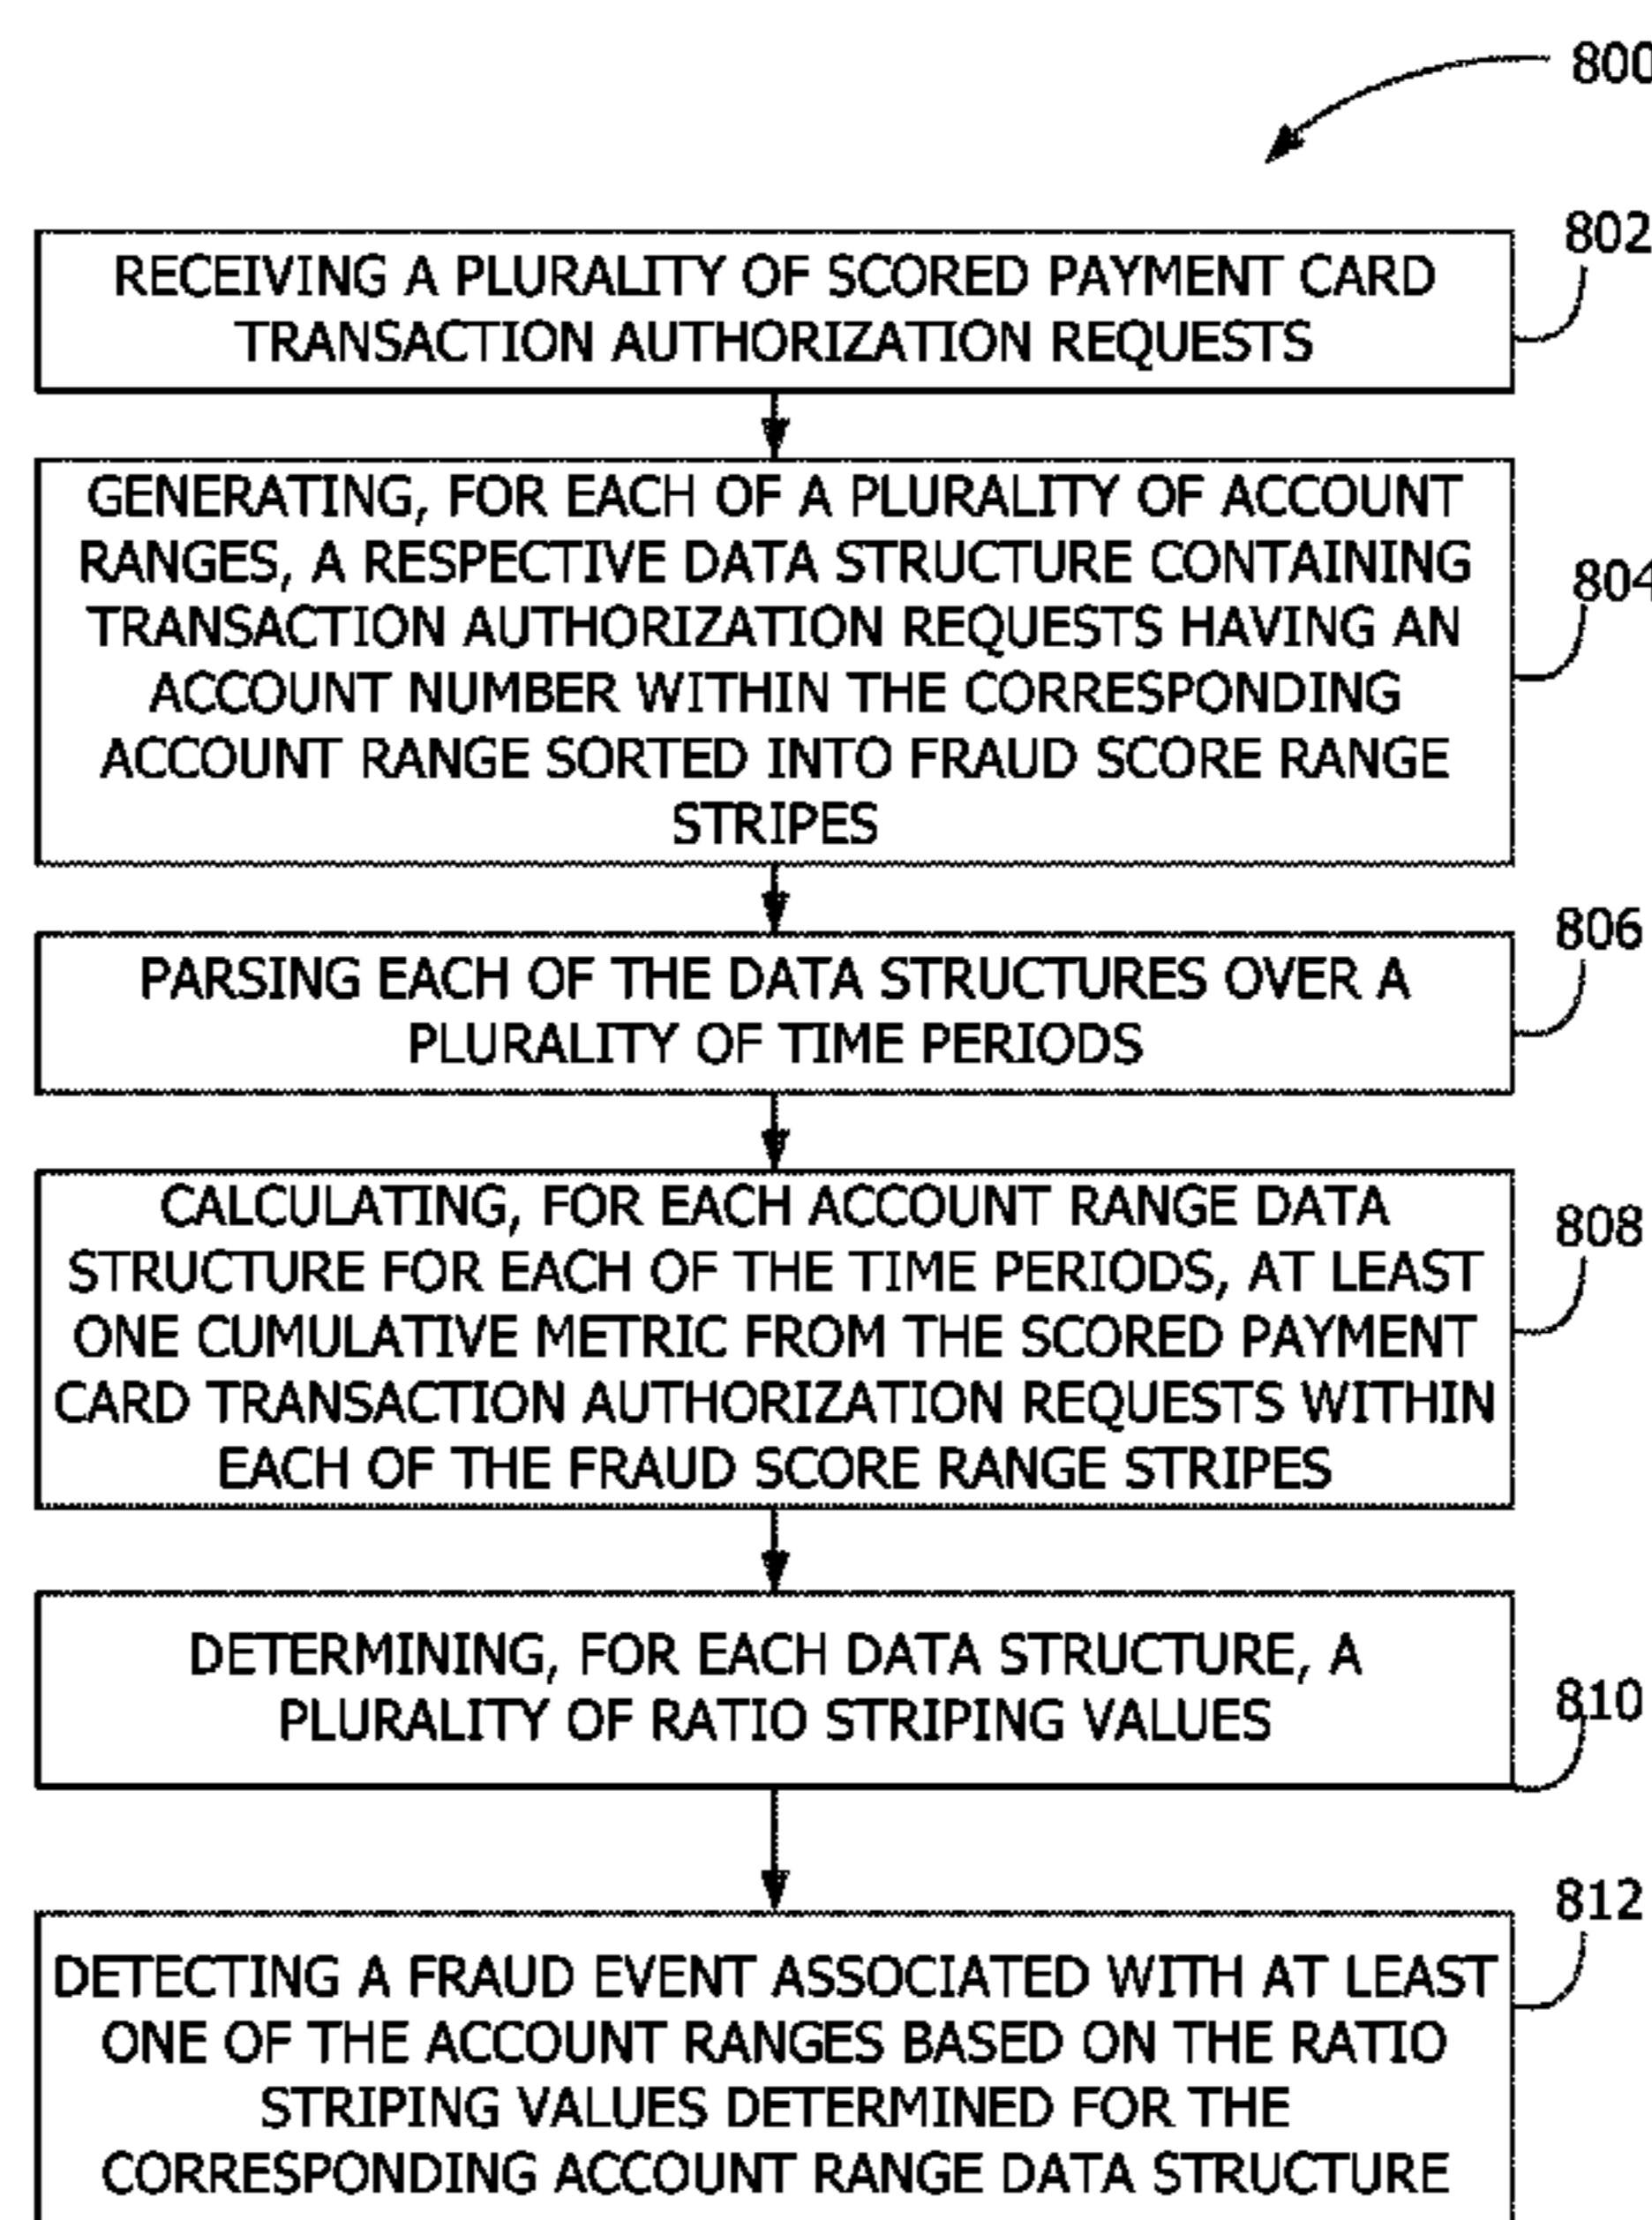 800
802
RECEIVING A PLURALITY OF SCORED PAYMENT CARD
TRANSACTION AUTHORIZATION REQUESTS
GENERATING, FOR EACH OF A PLURALITY OF ACCOUNT
RANGES, A RESPECTIVE DATA STRUCTURE CONTAINING
TRANSACTION AUTHORIZATION REQUESTS HAVING AN
ACCOUNT NUMBER WITHIN THE CORRESPONDING
ACCOUNT RANGE SORTED INTO FRAUD SCORE RANGE
STRIPES
804
806
PARSING EACH OF THE DATA STRUCTURES OVER A
PLURALITY OF TIME PERIODS
808
CALCULATING, FOR EACH ACCOUNT RANGE DATA
STRUCTURE FOR EACH OF THE TIME PERIODS, AT LEAST
ONE CUMULATIVE METRIC FROM THE SCORED PAYMENT
CARD TRANSACTION AUTHORIZATION REQUESTS WITHIN
EACH OF THE FRAUD SCORE RANGE STRIPES
DETERMINING, FOR EACH DATA STRUCTURE, A
PLURALITY OF RATIO STRIPING VALUES
810
812
DETECTING A FRAUD EVENT ASSOCIATED WITH AT LEAST
ONE OF THE ACCOUNT RANGES BASED ON THE RATIO
STRIPING VALUES DETERMINED FOR THE
CORRESPONDING ACCOUNT RANGE DATA STRUCTURE